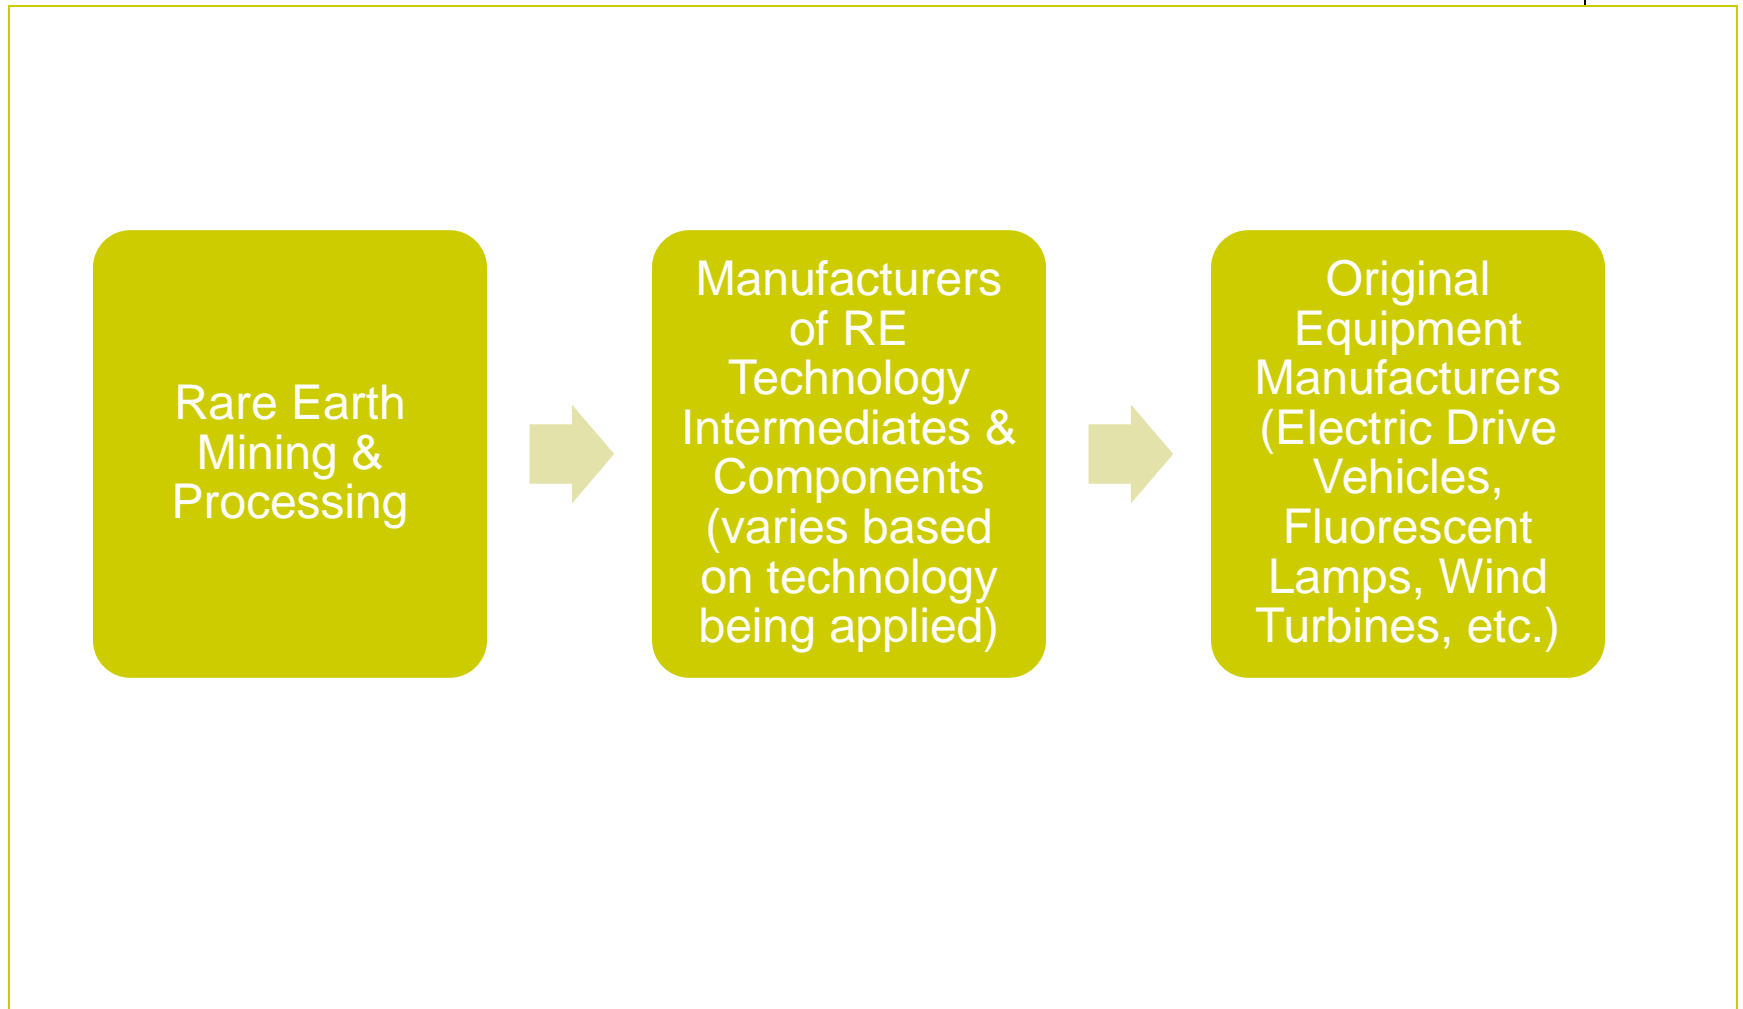 Rare Earth
Mining &
Processing
Manufacturers
of RE
Technology
Intermediates &
Components
(varies based
on technology
being applied)
Original
Equipment
Manufacturers
(Electric Drive
Vehicles,
Fluorescent
Lamps, Wind
Turbines, etc.)